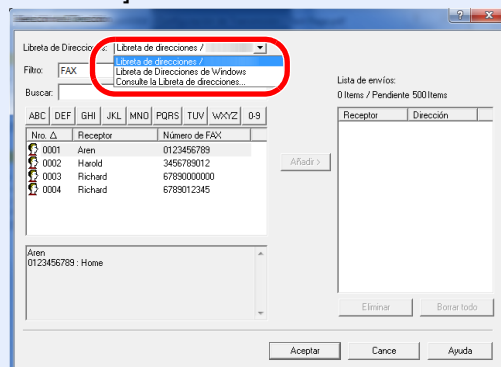 Libreta de Direcciones: Libreta de direcciones /
Libreta de direcciones /
Libreta de Direcciones de Windows
Consulte la Libreta de direcciones...
Filtro: FAX
Buscar:
ABC DEF GHI JKL MNO PQRS TUV WXYZ 0-9
Nro. △ Receptor Número de FAX
0001 Aren 0123456789
0002 Harold 3456789012
0003 Richard 67890000000
0004 Richard 6789012345
Aren
0123456789 : Home
Añadir >
Lista de envíos:
0 Items / Pendiente 500 Items
Receptor Dirección
Eliminar Borrar todo
Aceptar Cance Ayuda